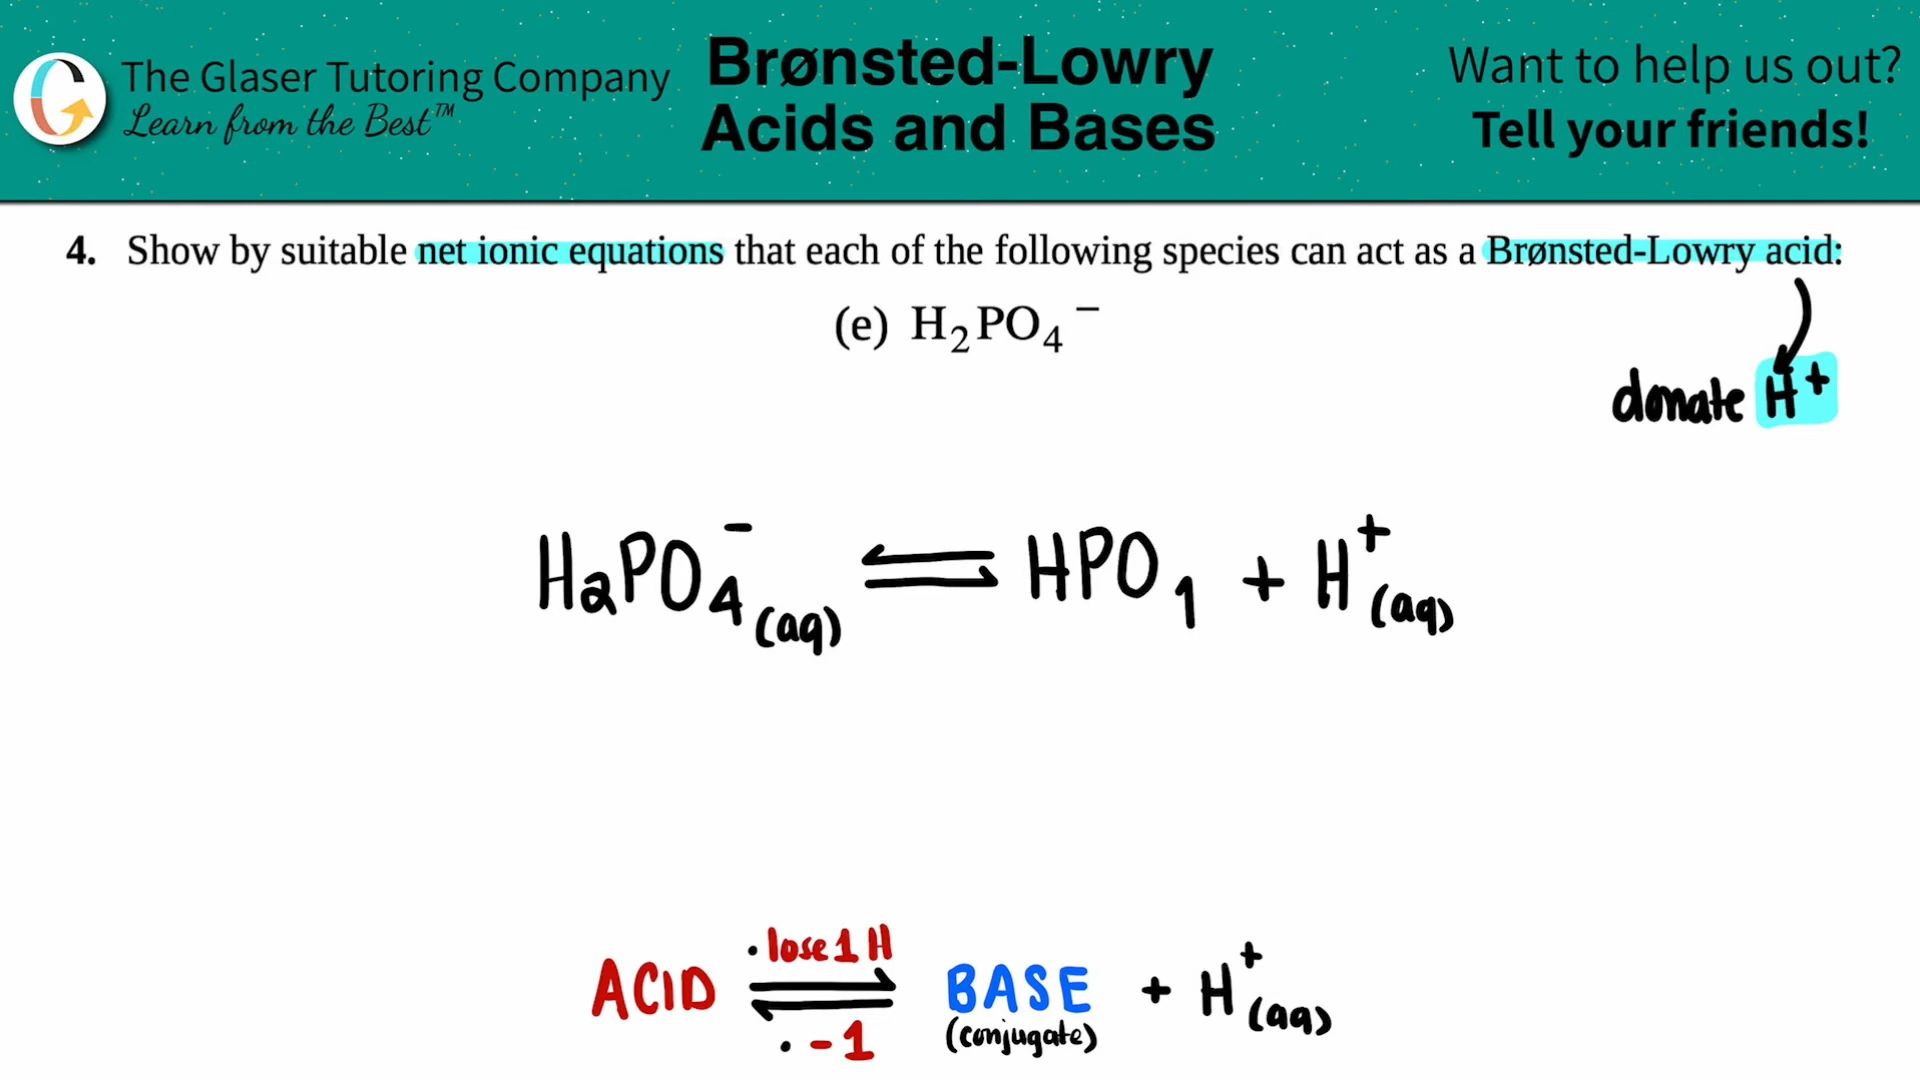 The Glaser Tutoring Company
Learn from the Best™
Brønsted-Lowry
Acids and Bases
Want to help us out?
Tell your friends!
4. Show by suitable net ionic equations that each of the following species can act as a Brønsted-Lowry acid:
(e) H₂PO₄⁻
donate H⁺
H₂PO₄⁻(aq) ⇌ HPO₁ + H⁺(aq)
· lose 1 H
ACID ⇌ BASE + H⁺(aq)
(conjugate)
· -1